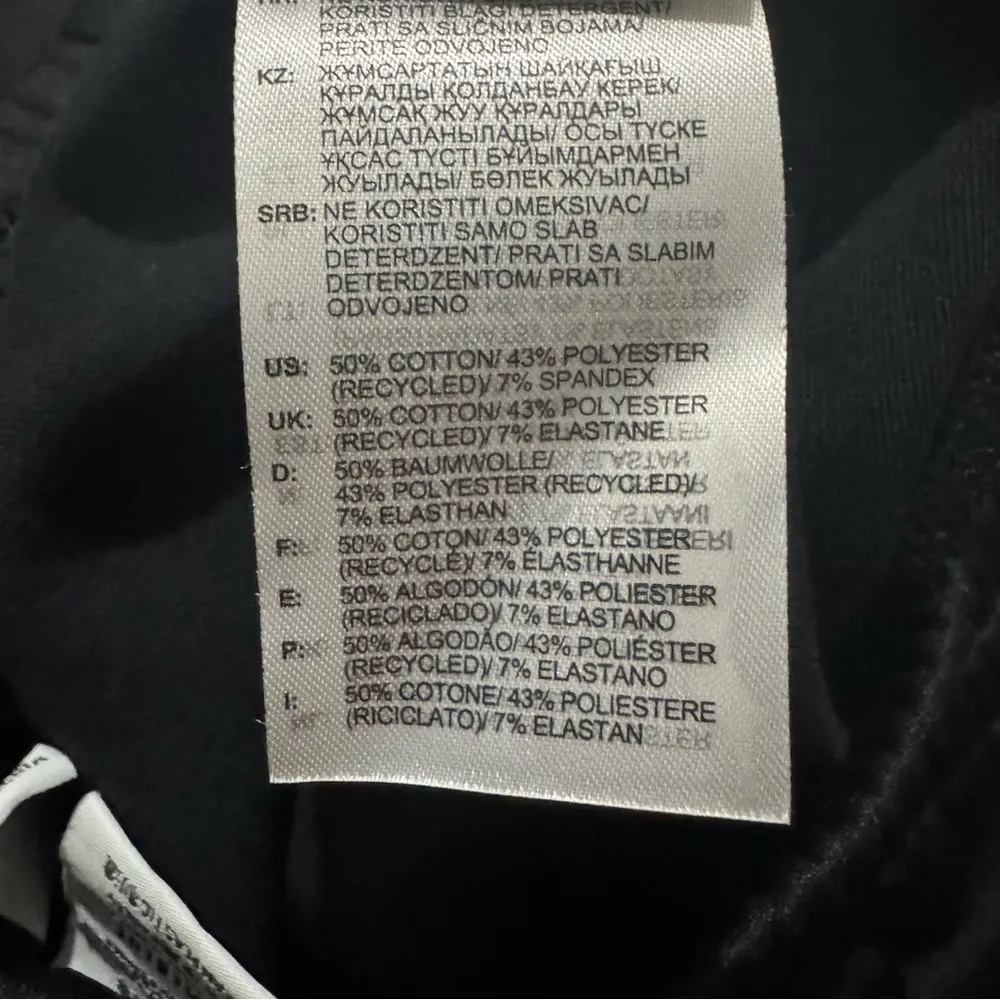 KORISTITI BLAGI DETERGENT/
PRATI SA SLIČNIM BOJAMA/
PERITE ODVOJENO
KZ: ЖҰМСАРТАТЫН ШАЙҚАҒЫШ
ҚҰРАЛДЫ ҚОЛДАНБАУ КЕРЕК/
ЖҰМСАҚ ЖУУ ҚҰРАЛДАРЫ
ПАЙДАЛАНЫЛАДЫ/ ОСЫ ТҮСКЕ
ҰҚСАС ТҮСТІ БҰЙЫМДАРМЕН
ЖУЫЛАДЫ/ БӨЛЕК ЖУЫЛАДЫ
SRB: NE KORISTITI OMEKSIVAC/
KORISTITI SAMO SLAB
DETERDZENT/ PRATI SA SLABIM
DETERDZENTOM/ PRATI
ODVOJENO
US: 50% COTTON/ 43% POLYESTER
(RECYCLED)/ 7% SPANDEX
UK: 50% COTTON/ 43% POLYESTER
(RECYCLED)/ 7% ELASTANE
D: 50% BAUMWOLLE/
43% POLYESTER (RECYCLED)/
7% ELASTHAN
F: 50% COTON/ 43% POLYESTER
(RECYCLÉ)/ 7% ÉLASTHANNE
E: 50% ALGODÓN/ 43% POLIESTER
(RECICLADO)/ 7% ELASTANO
P: 50% ALGODÃO/ 43% POLIÉSTER
(RECYCLED)/ 7% ELASTANO
I: 50% COTONE/ 43% POLIESTERE
(RICICLATO)/ 7% ELASTAN